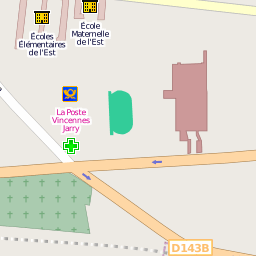 École
Maternelle
de l'Est
Écoles
Élémentaires
de l'Est
La Poste
Vincennes
Jarry
D143B